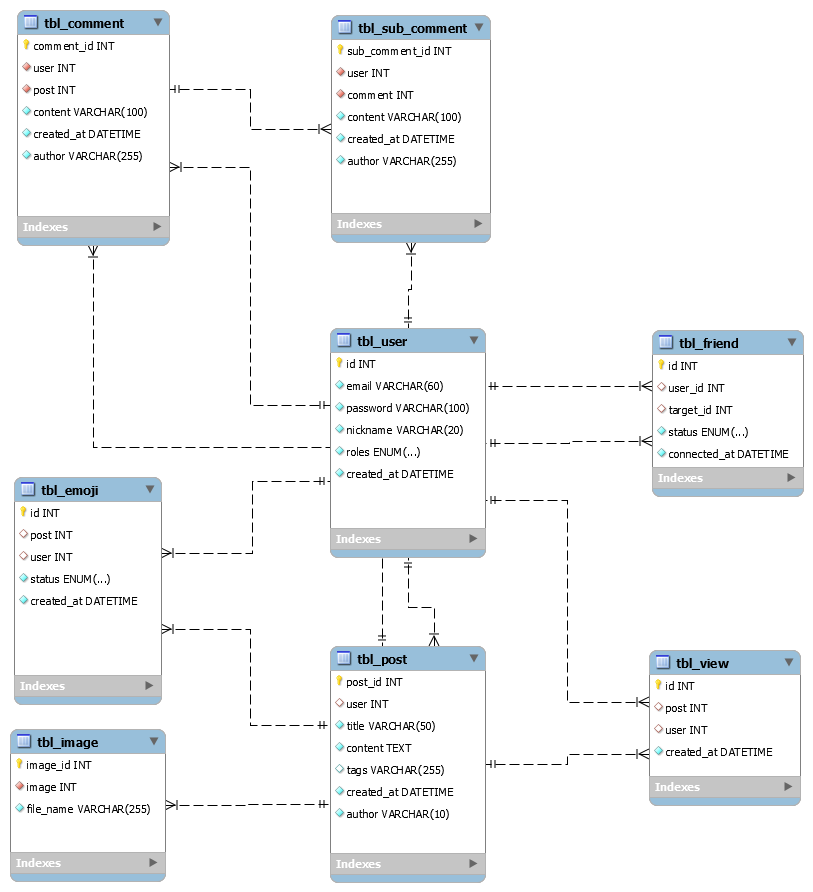 tbl_comment
comment_id INT
user INT
post INT
content VARCHAR(100)
created_at DATETIME
author VARCHAR(255)
Indexes
tbl_sub_comment
sub_comment_id INT
user INT
comment INT
content VARCHAR(100)
created_at DATETIME
author VARCHAR(255)
Indexes
tbl_user
id INT
email VARCHAR(60)
password VARCHAR(100)
nickname VARCHAR(20)
roles ENUM(...)
created_at DATETIME
Indexes
tbl_friend
id INT
user_id INT
target_id INT
status ENUM(...)
connected_at DATETIME
Indexes
tbl_emoji
id INT
post INT
user INT
status ENUM(...)
created_at DATETIME
Indexes
tbl_post
post_id INT
user INT
title VARCHAR(50)
content TEXT
tags VARCHAR(255)
created_at DATETIME
author VARCHAR(10)
Indexes
tbl_view
id INT
post INT
user INT
created_at DATETIME
Indexes
tbl_image
image_id INT
image INT
file_name VARCHAR(255)
Indexes